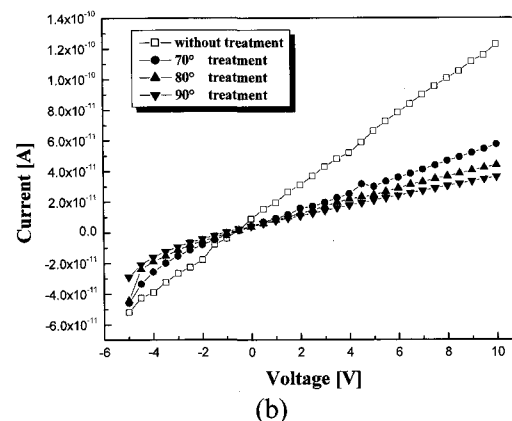 1.4x10⁻¹⁰
1.2x10⁻¹⁰
1.0x10⁻¹⁰
8.0x10⁻¹¹
6.0x10⁻¹¹
4.0x10⁻¹¹
2.0x10⁻¹¹
0.0
-2.0x10⁻¹¹
-4.0x10⁻¹¹
-6.0x10⁻¹¹
Current [A]
without treatment
70° treatment
80° treatment
90° treatment
-6 -4 -2 0 2 4 6 8 10
Voltage [V]
(b)